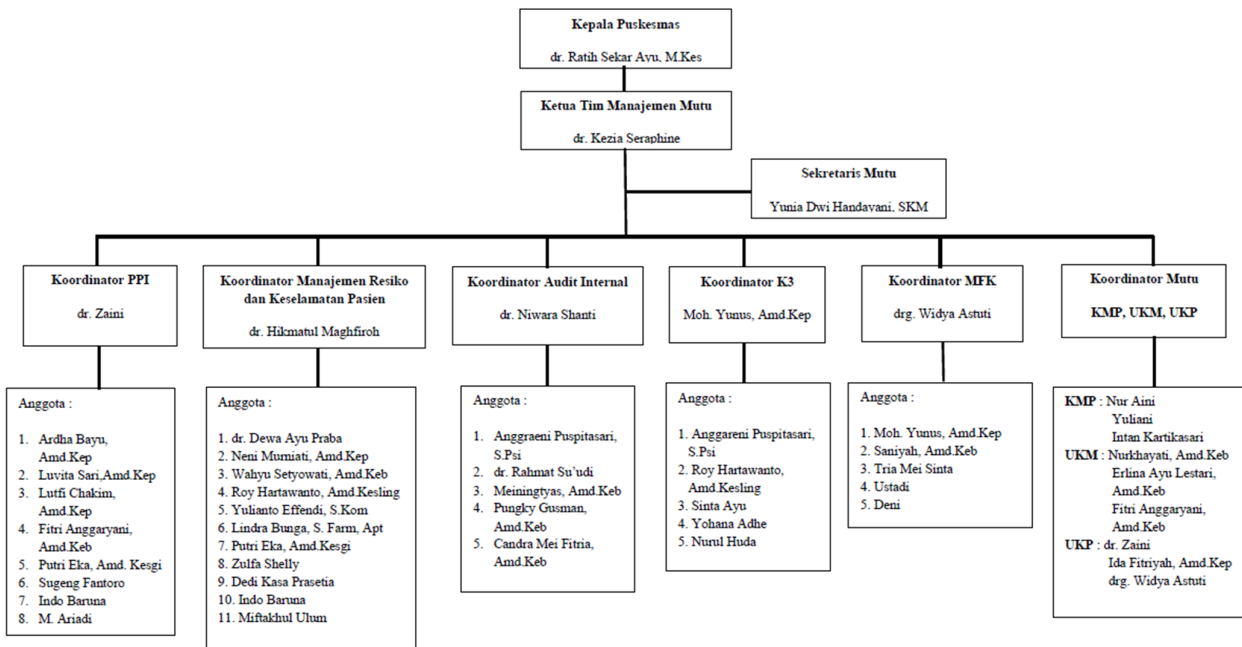 Kepala Puskesmas
dr. Ratih Sekar Ayu, M.Kes
Ketua Tim Manajemen Mutu
dr. Kezia Seraphine
Sekretaris Mutu
Yunia Dwi Handayani, SKM
Koordinator PPI
dr. Zaini
Koordinator Manajemen Resiko
dan Keselamatan Pasien
dr. Hikmatul Maghfiroh
Koordinator Audit Internal
dr. Niwara Shanti
Koordinator K3
Moh. Yunus, Amd.Kep
Koordinator MFK
drg. Widya Astuti
Koordinator Mutu
KMP, UKM, UKP
Anggota :
1. Ardha Bayu,
Amd.Kep
2. Luvita Sari,Amd.Kep
3. Lutfi Chakim,
Amd.Kep
4. Fitri Anggaryani,
Amd.Keb
5. Putri Eka, Amd. Kesgi
6. Sugeng Fantoro
7. Indo Baruna
8. M. Ariadi
Anggota :
1. dr. Dewa Ayu Praba
2. Neni Murniati, Amd.Kep
3. Wahyu Setyowati, Amd.Keb
4. Roy Hartawanto, Amd.Kesling
5. Yulianto Effendi, S.Kom
6. Lindra Bunga, S. Farm, Apt
7. Putri Eka, Amd.Kesgi
8. Zulfa Shelly
9. Dedi Kasa Prasetia
10. Indo Baruna
11. Miftakhul Ulum
Anggota :
1. Anggraeni Puspitasari,
S.Psi
2. dr. Rahmat Su'udi
3. Meiningtyas, Amd.Keb
4. Pungky Gusman,
Amd.Keb
5. Candra Mei Fitria,
Amd.Keb
Anggota :
1. Anggareni Puspitasari,
S.Psi
2. Roy Hartawanto,
Amd.Kesling
3. Sinta Ayu
4. Yohana Adhe
5. Nurul Huda
Anggota :
1. Moh. Yunus, Amd.Kep
2. Saniyah, Amd.Keb
3. Tria Mei Sinta
4. Ustadi
5. Deni
KMP : Nur Aini
Yuliani
Intan Kartikasari
UKM : Nurkhayati, Amd.Keb
Erlina Ayu Lestari,
Amd.Keb
Fitri Anggaryani,
Amd.Keb
UKP : dr. Zaini
Ida Fitriyah, Amd.Kep
drg. Widya Astuti